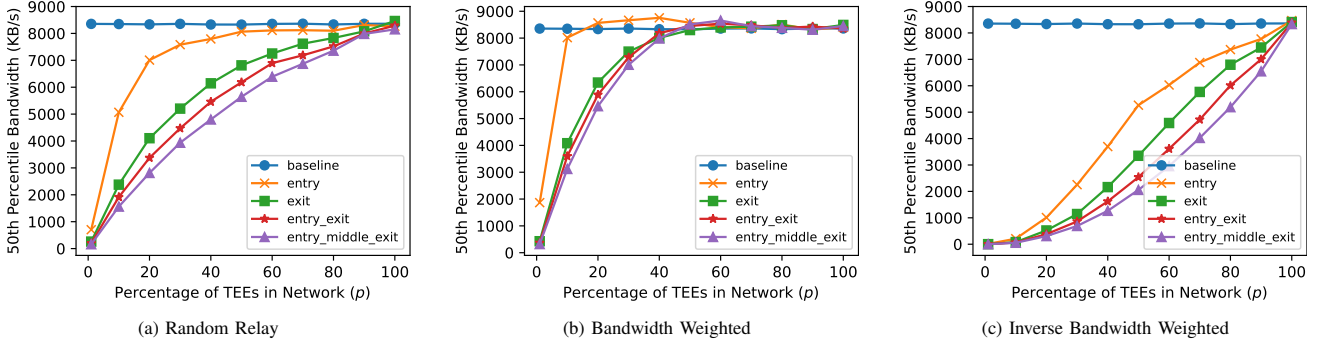 50th Percentile Bandwidth (KB/s)
9000
8000
7000
6000
5000
4000
3000
2000
1000
0
0 20 40 60 80 100
Percentage of TEEs in Network (p)
baseline
entry
exit
entry_exit
entry_middle_exit
(a) Random Relay
50th Percentile Bandwidth (KB/s)
9000
8000
7000
6000
5000
4000
3000
2000
1000
0
0 20 40 60 80 100
Percentage of TEEs in Network (p)
baseline
entry
exit
entry_exit
entry_middle_exit
(b) Bandwidth Weighted
50th Percentile Bandwidth (KB/s)
9000
8000
7000
6000
5000
4000
3000
2000
1000
0
0 20 40 60 80 100
Percentage of TEEs in Network (p)
baseline
entry
exit
entry_exit
entry_middle_exit
(c) Inverse Bandwidth Weighted